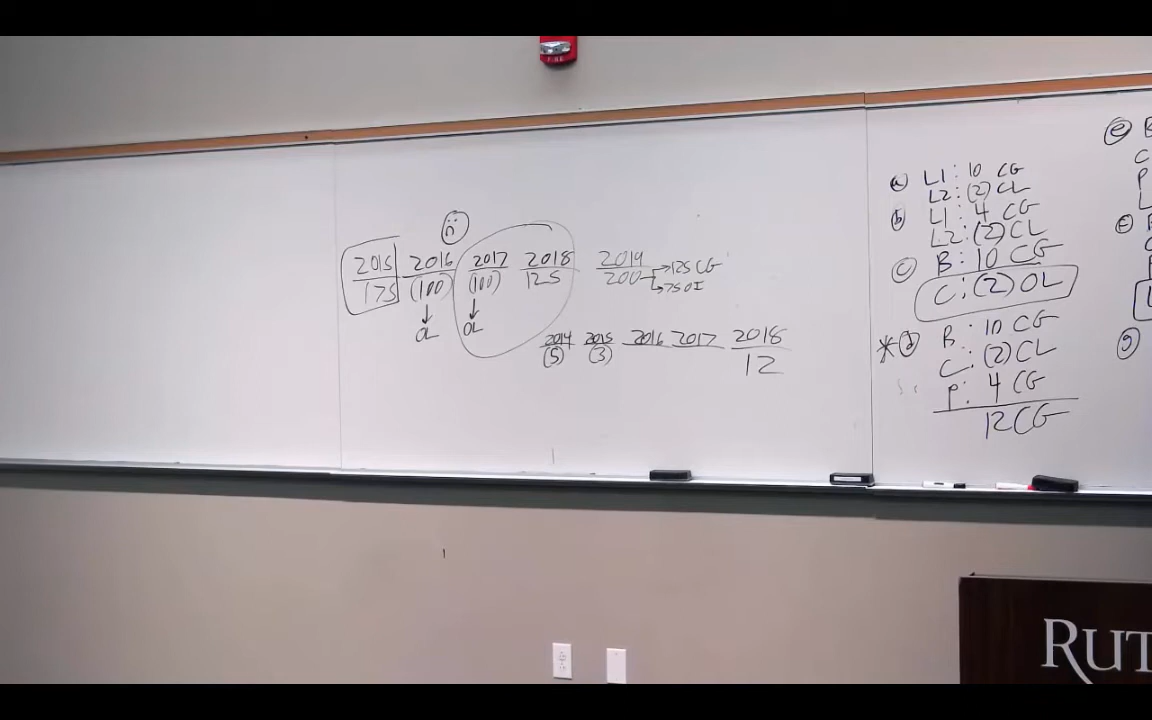 FIRE
2015 2016 2017 2018 2019
175 (100) (100) 125 200 → 125 CG
→ 75 OI
OL OL
2014 2015 2016 2017 2018
(5) (3) 12
a L1: 10 CG
L2: (2) CL
b L1: 4 CG
L2: (2) CL
c B: 10 CG
C: (2) OL
* d B: 10 CG
C: (2) CL
P: 4 CG
12 CG
e B
C
P
g
RUT